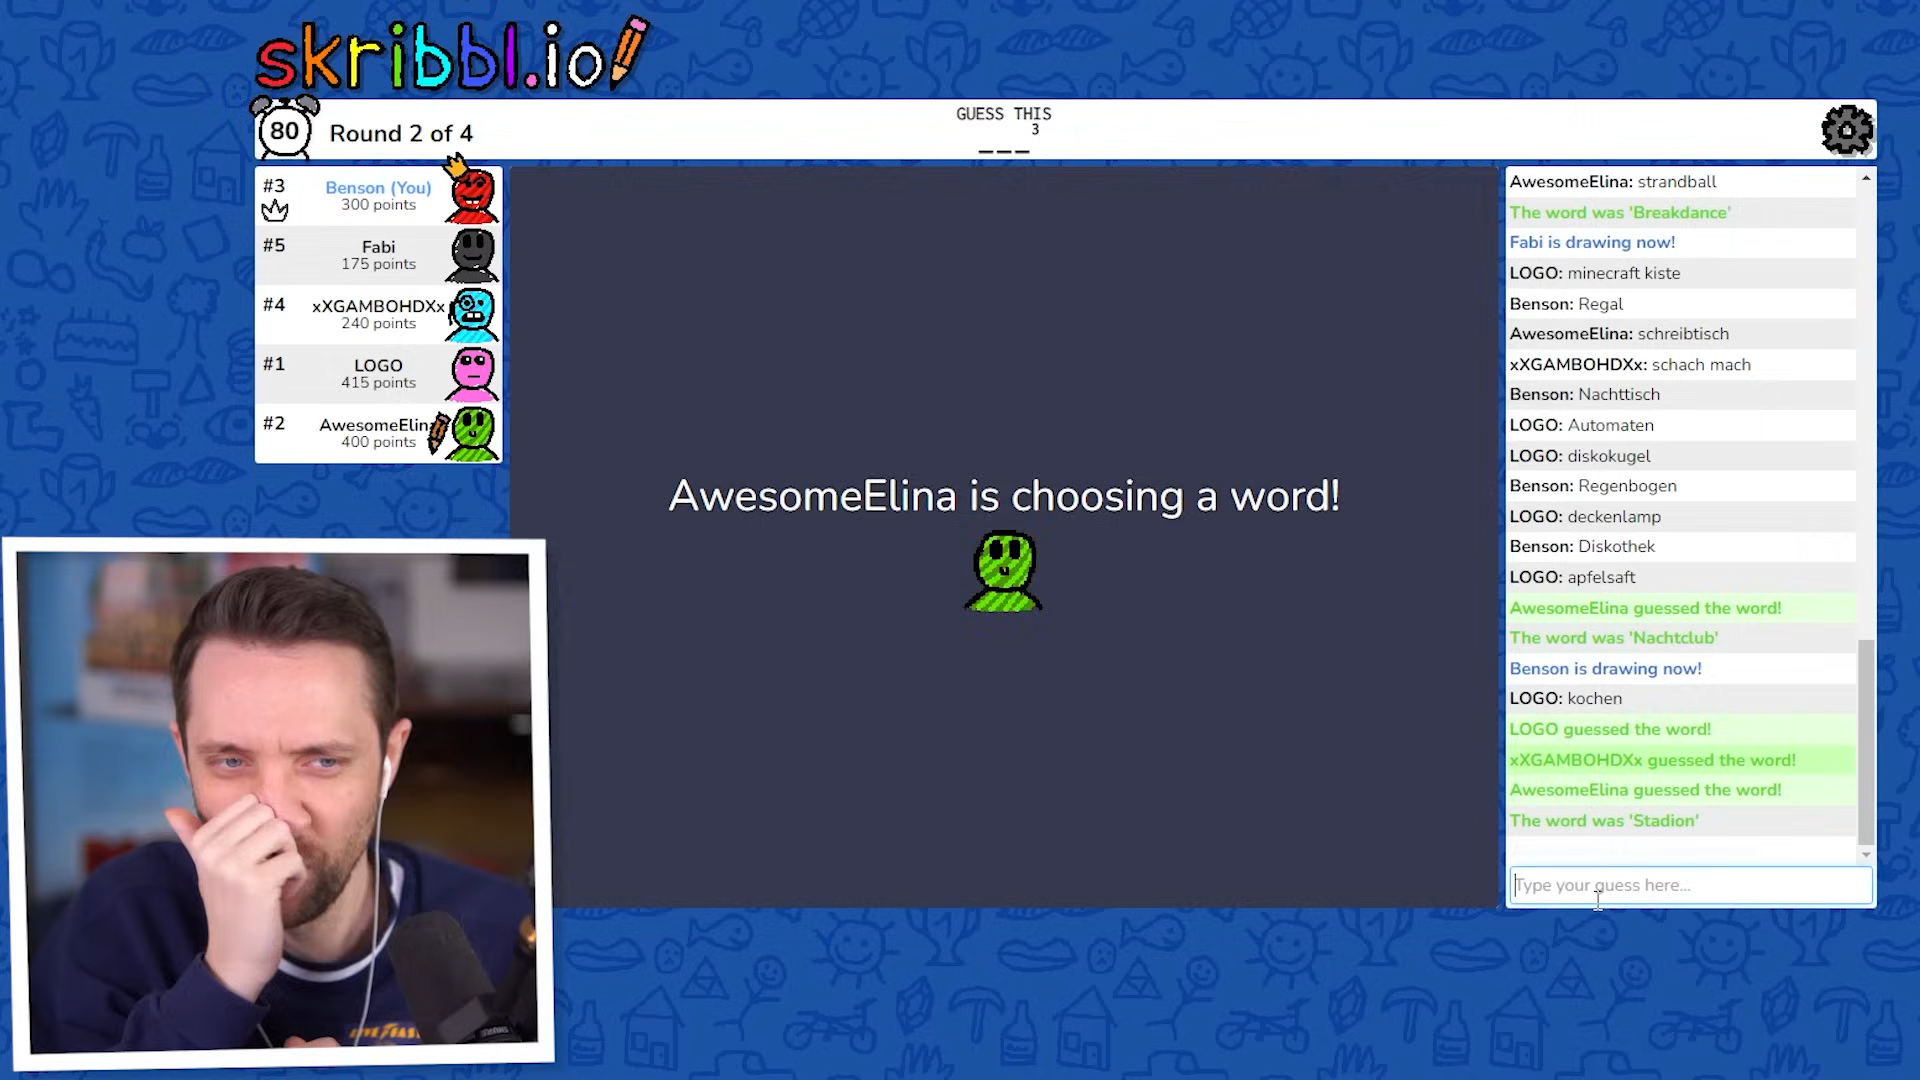 skribbl.io
80
Round 2 of 4
GUESS THIS
3
___
#3
Benson (You)
300 points
#5
Fabi
175 points
#4
xXGAMBOHDXx
240 points
#1
LOGO
415 points
#2
AwesomeElina
400 points
AwesomeElina is choosing a word!
AwesomeElina: strandball
The word was 'Breakdance'
Fabi is drawing now!
LOGO: minecraft kiste
Benson: Regal
AwesomeElina: schreibtisch
xXGAMBOHDXx: schach mach
Benson: Nachttisch
LOGO: Automaten
LOGO: diskokugel
Benson: Regenbogen
LOGO: deckenlamp
Benson: Diskothek
LOGO: apfelsaft
AwesomeElina guessed the word!
The word was 'Nachtclub'
Benson is drawing now!
LOGO: kochen
LOGO guessed the word!
xXGAMBOHDXx guessed the word!
AwesomeElina guessed the word!
The word was 'Stadion'
Type your guess here...